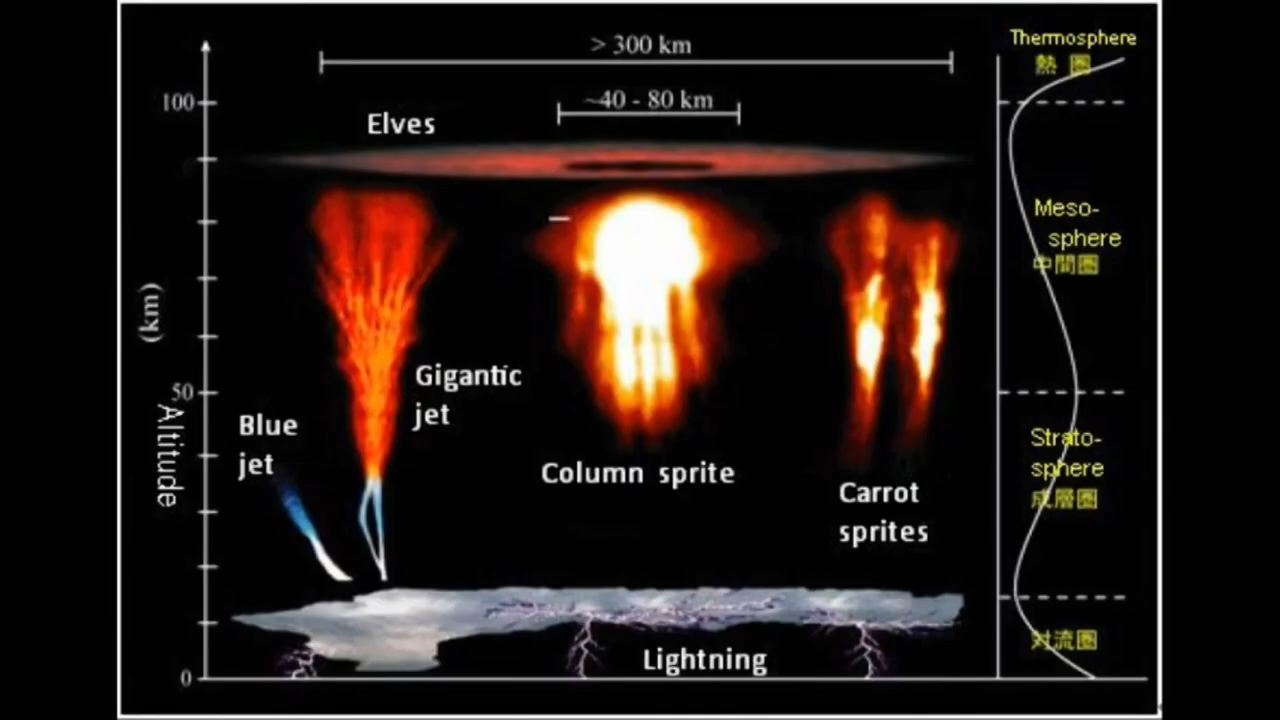 > 300 km
~40 - 80 km
Elves
100
50
0
(km)
Altitude
Blue
jet
Gigantic
jet
Column sprite
Carrot
sprites
Lightning
Thermosphere
熱 圏
Meso-
sphere
中間圏
Strato-
sphere
成層圏
対流圏